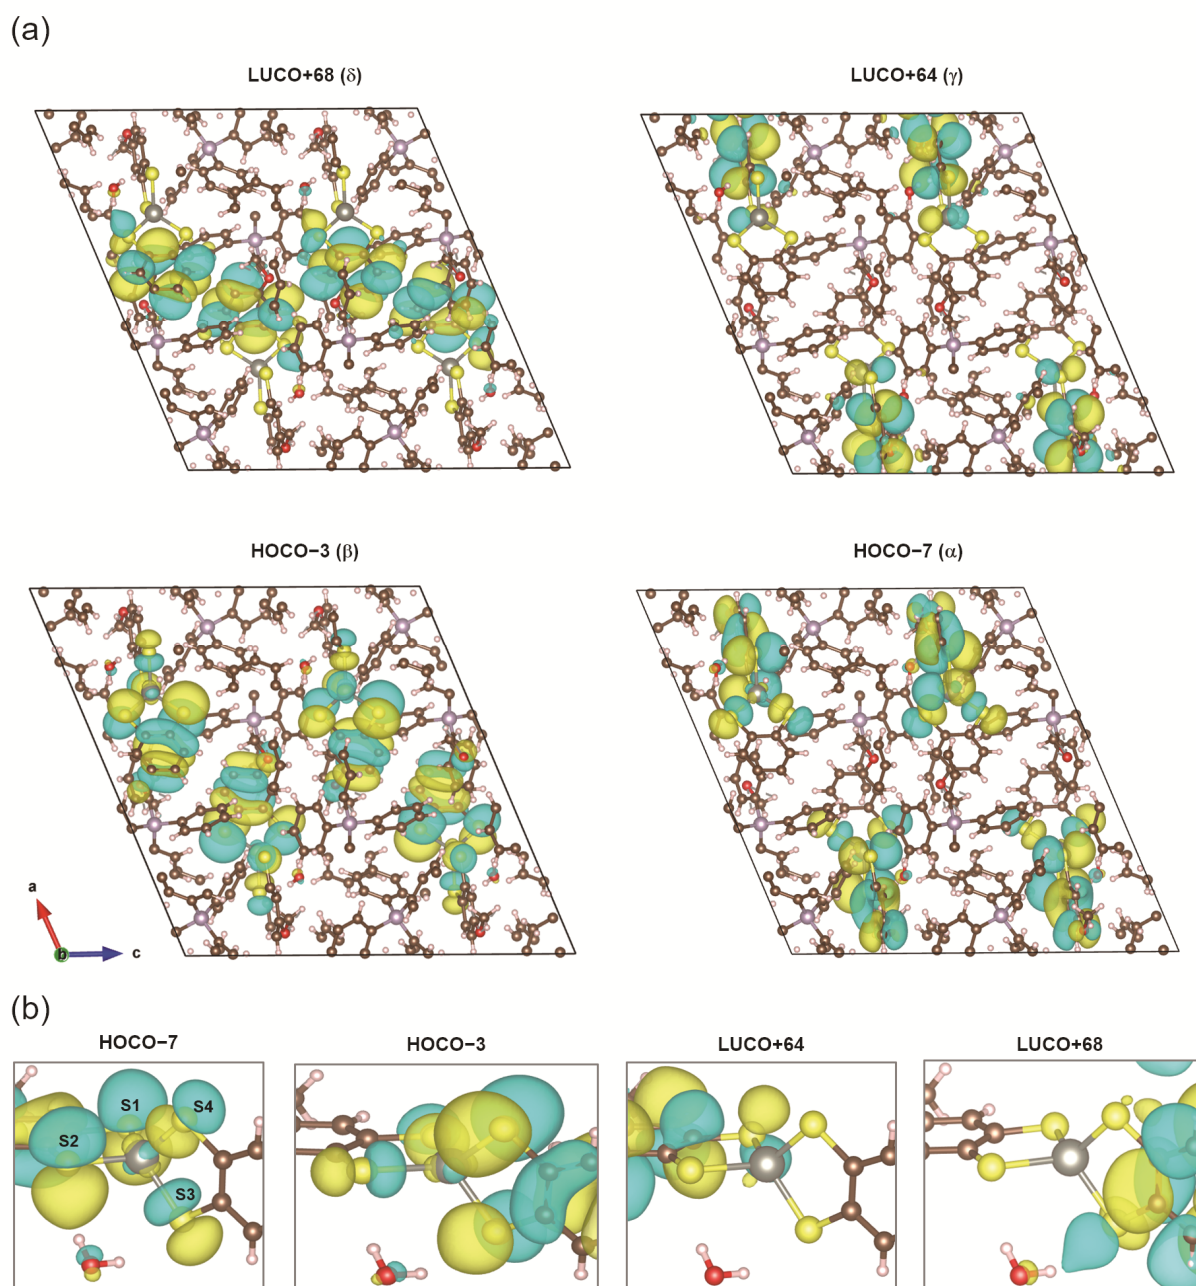 (a)
LUCO+68 (δ)
LUCO+64 (γ)
HOCO−3 (β)
HOCO−7 (α)
a
b
c
(b)
HOCO−7
HOCO−3
LUCO+64
LUCO+68
S1
S4
S2
S3